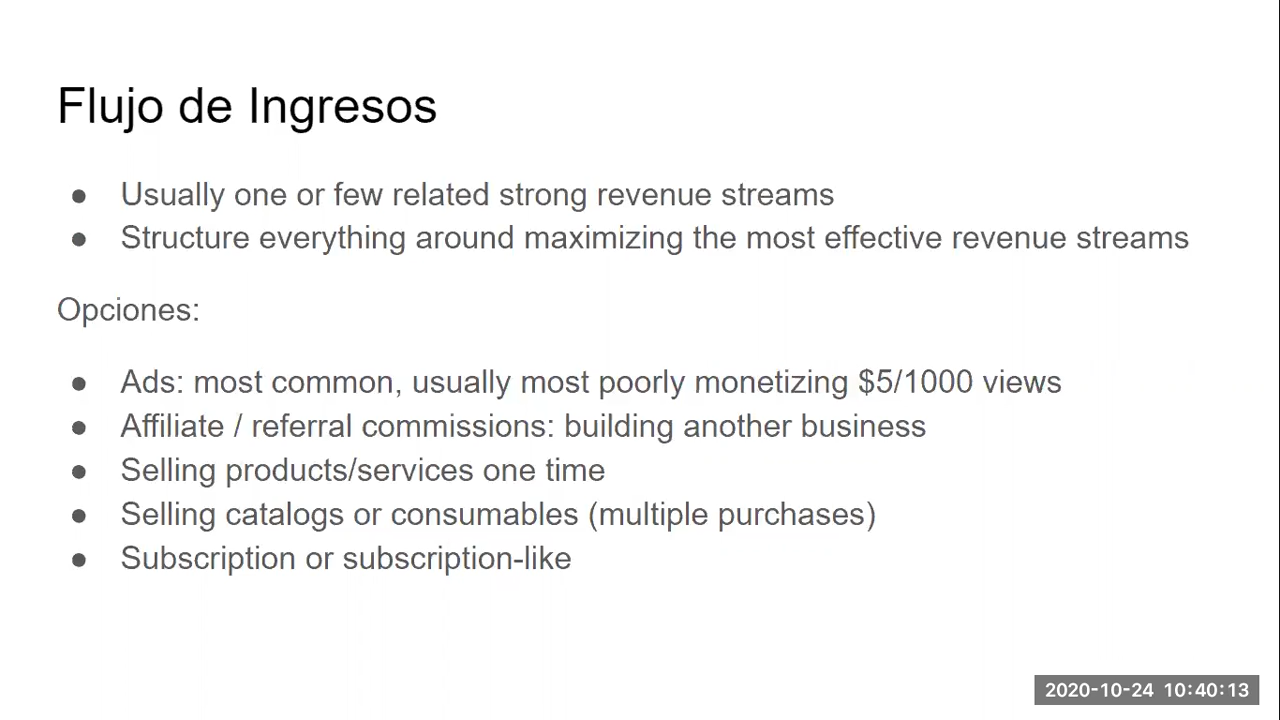 Flujo de Ingresos
● Usually one or few related strong revenue streams
● Structure everything around maximizing the most effective revenue streams
Opciones:
● Ads: most common, usually most poorly monetizing $5/1000 views
● Affiliate / referral commissions: building another business
● Selling products/services one time
● Selling catalogs or consumables (multiple purchases)
● Subscription or subscription-like
2020-10-24 10:40:13